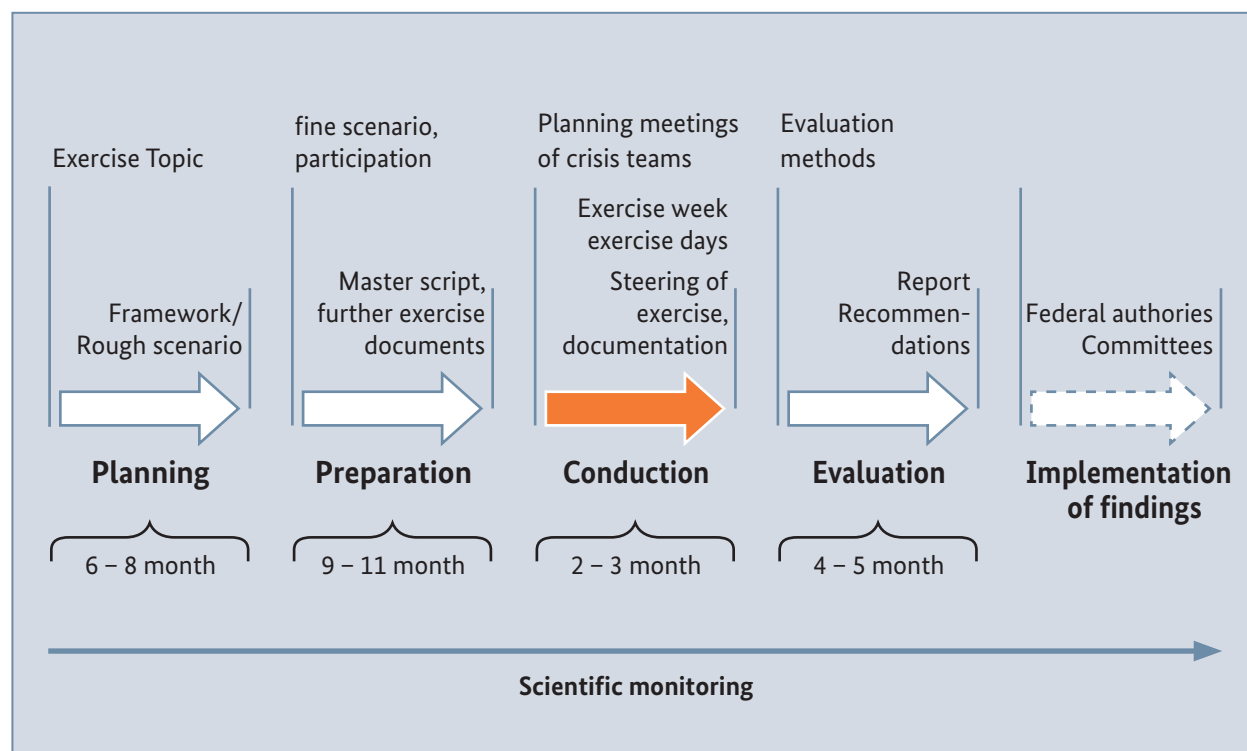 Exercise Topic
Framework/
Rough scenario
Planning
6 – 8 month
fine scenario,
participation
Master script,
further exercise
documents
Preparation
9 – 11 month
Planning meetings
of crisis teams
Exercise week
exercise days
Steering of
exercise,
documentation
Conduction
2 – 3 month
Evaluation
methods
Report
Recommen-
dations
Evaluation
4 – 5 month
Federal authories
Committees
Implementation
of findings
Scientific monitoring